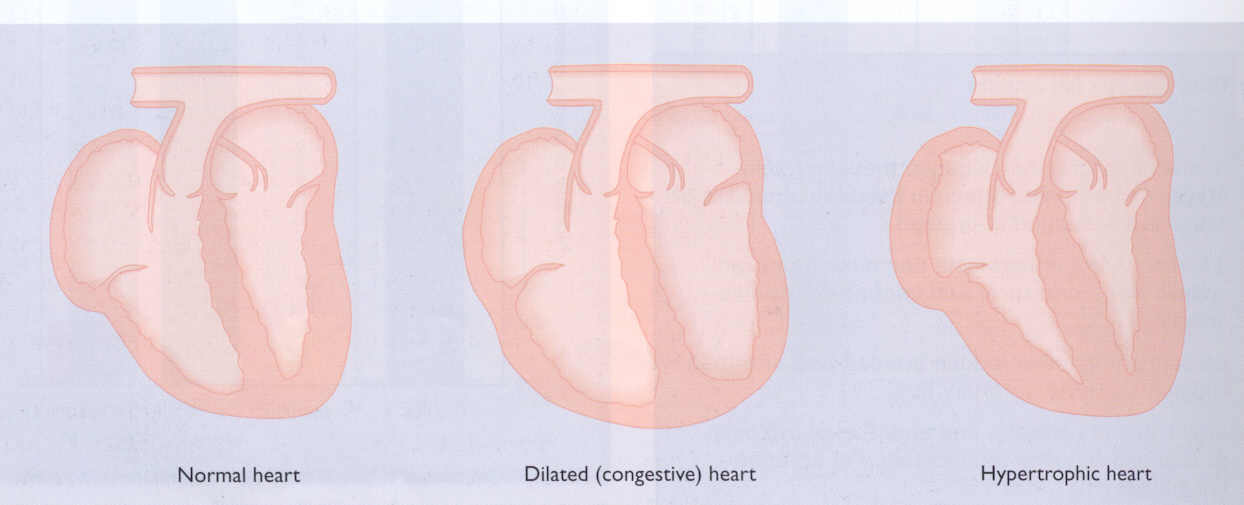 Normal heart
Dilated (congestive) heart
Hypertrophic heart